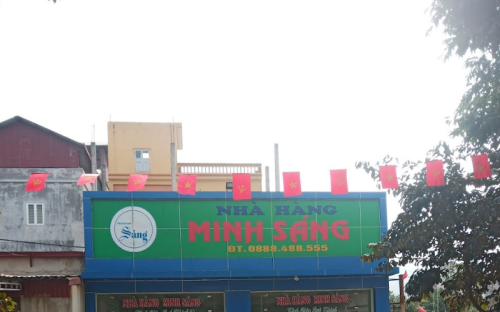 NHÀ HÀNG
Sáng
MINH SÁNG
ĐT. 0888.488.555
NHÀ HÀNG MINH SÁNG
NHÀ HÀNG MINH SÁNG